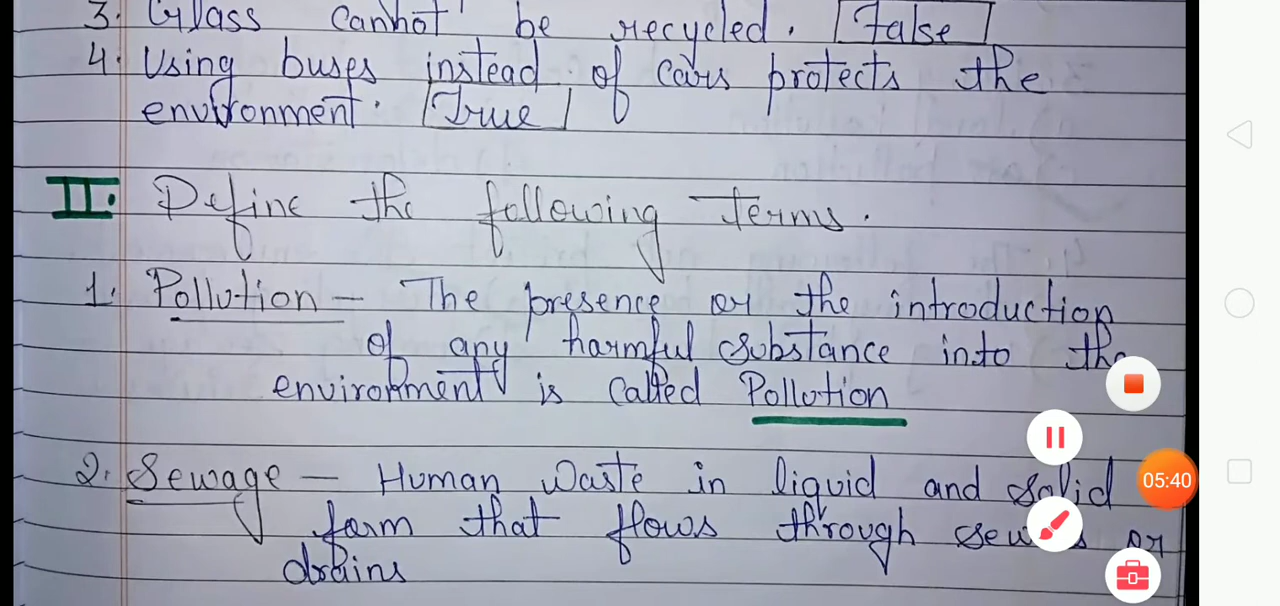 3. Glass cannot be recycled. False
4. Using buses instead of cars protects the
environment. True
II. Define the following Terms.
1. Pollution – The presence or the introduction
of any harmful substance into the
environment is called Pollution
2. Sewage – Human Waste in liquid and solid
form that flows through sewers or
drains
05:40